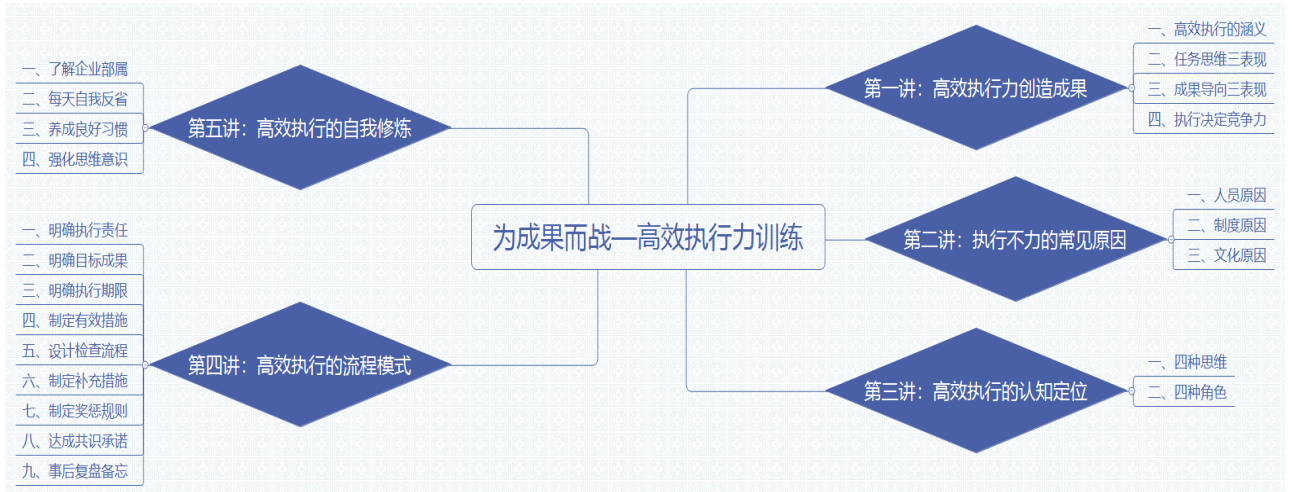 为成果而战—高效执行力训练
第一讲：高效执行力创造成果
一、高效执行的涵义
二、任务思维三表现
三、成果导向三表现
四、执行决定竞争力
第二讲：执行不力的常见原因
一、人员原因
二、制度原因
三、文化原因
第三讲：高效执行的认知定位
一、四种思维
二、四种角色
第四讲：高效执行的流程模式
一、明确执行责任
二、明确目标成果
三、明确执行期限
四、制定有效措施
五、设计检查流程
六、制定补充措施
七、制定奖惩规则
八、达成共识承诺
九、事后复盘备忘
第五讲：高效执行的自我修炼
一、了解企业部属
二、每天自我反省
三、养成良好习惯
四、强化思维意识